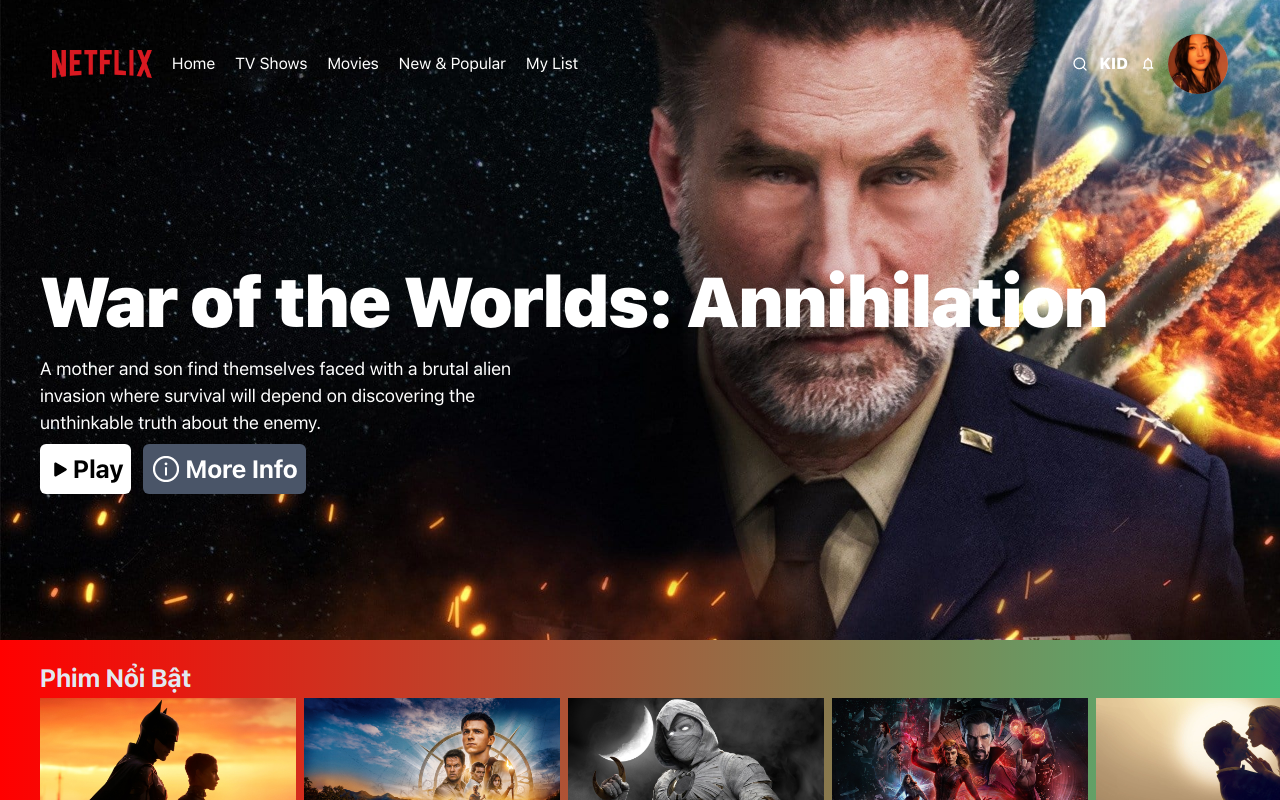 NETFLIX
Home
TV Shows
Movies
New & Popular
My List
KID
War of the Worlds: Annihilation
A mother and son find themselves faced with a brutal alien
invasion where survival will depend on discovering the
unthinkable truth about the enemy.
Play
More Info
Phim Nổi Bật